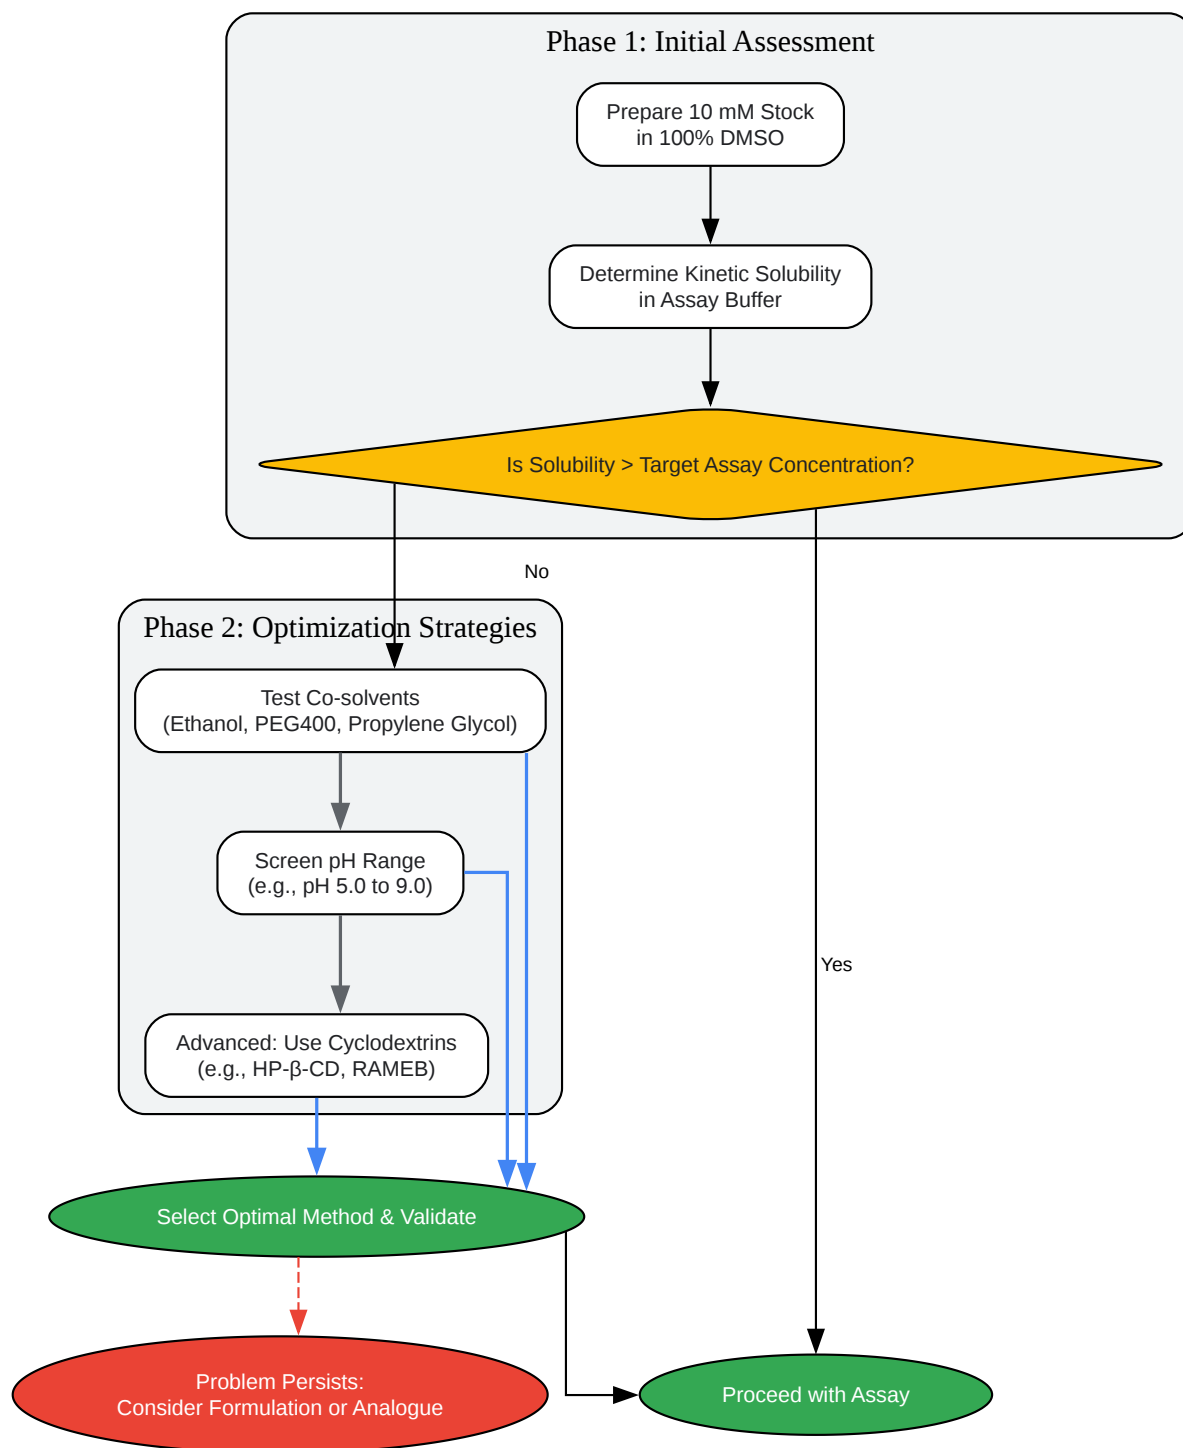 Phase 1: Initial Assessment
Prepare 10 mM Stock
in 100% DMSO
Determine Kinetic Solubility
in Assay Buffer
Is Solubility > Target Assay Concentration?
No
Phase 2: Optimization Strategies
Test Co-solvents
(Ethanol, PEG400, Propylene Glycol)
Screen pH Range
(e.g., pH 5.0 to 9.0)
Yes
Advanced: Use Cyclodextrins
(e.g., HP-β-CD, RAMEB)
Select Optimal Method & Validate
Problem Persists:
Consider Formulation or Analogue
Proceed with Assay